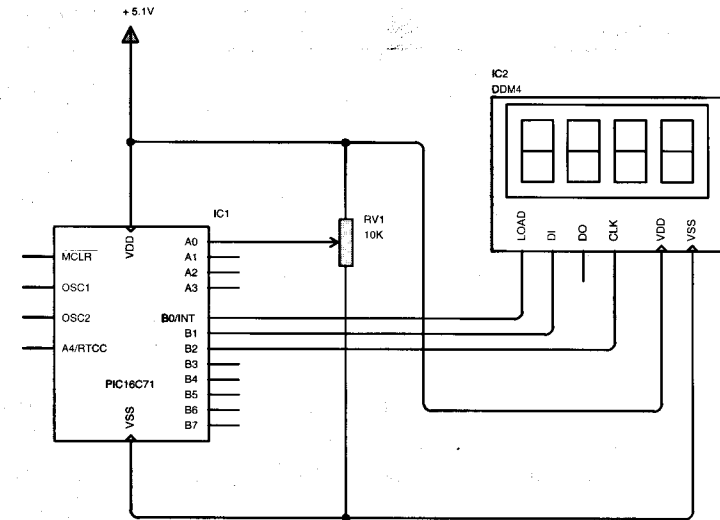 + 5.1V
IC2
DDM4
LOAD
DI
DO
CLK
VDD
VSS
IC1
RV1
10K
VDD
MCLR
OSC1
OSC2
A4/RTCC
A0
A1
A2
A3
B0/INT
B1
B2
B3
B4
B5
B6
B7
PIC16C71
VSS